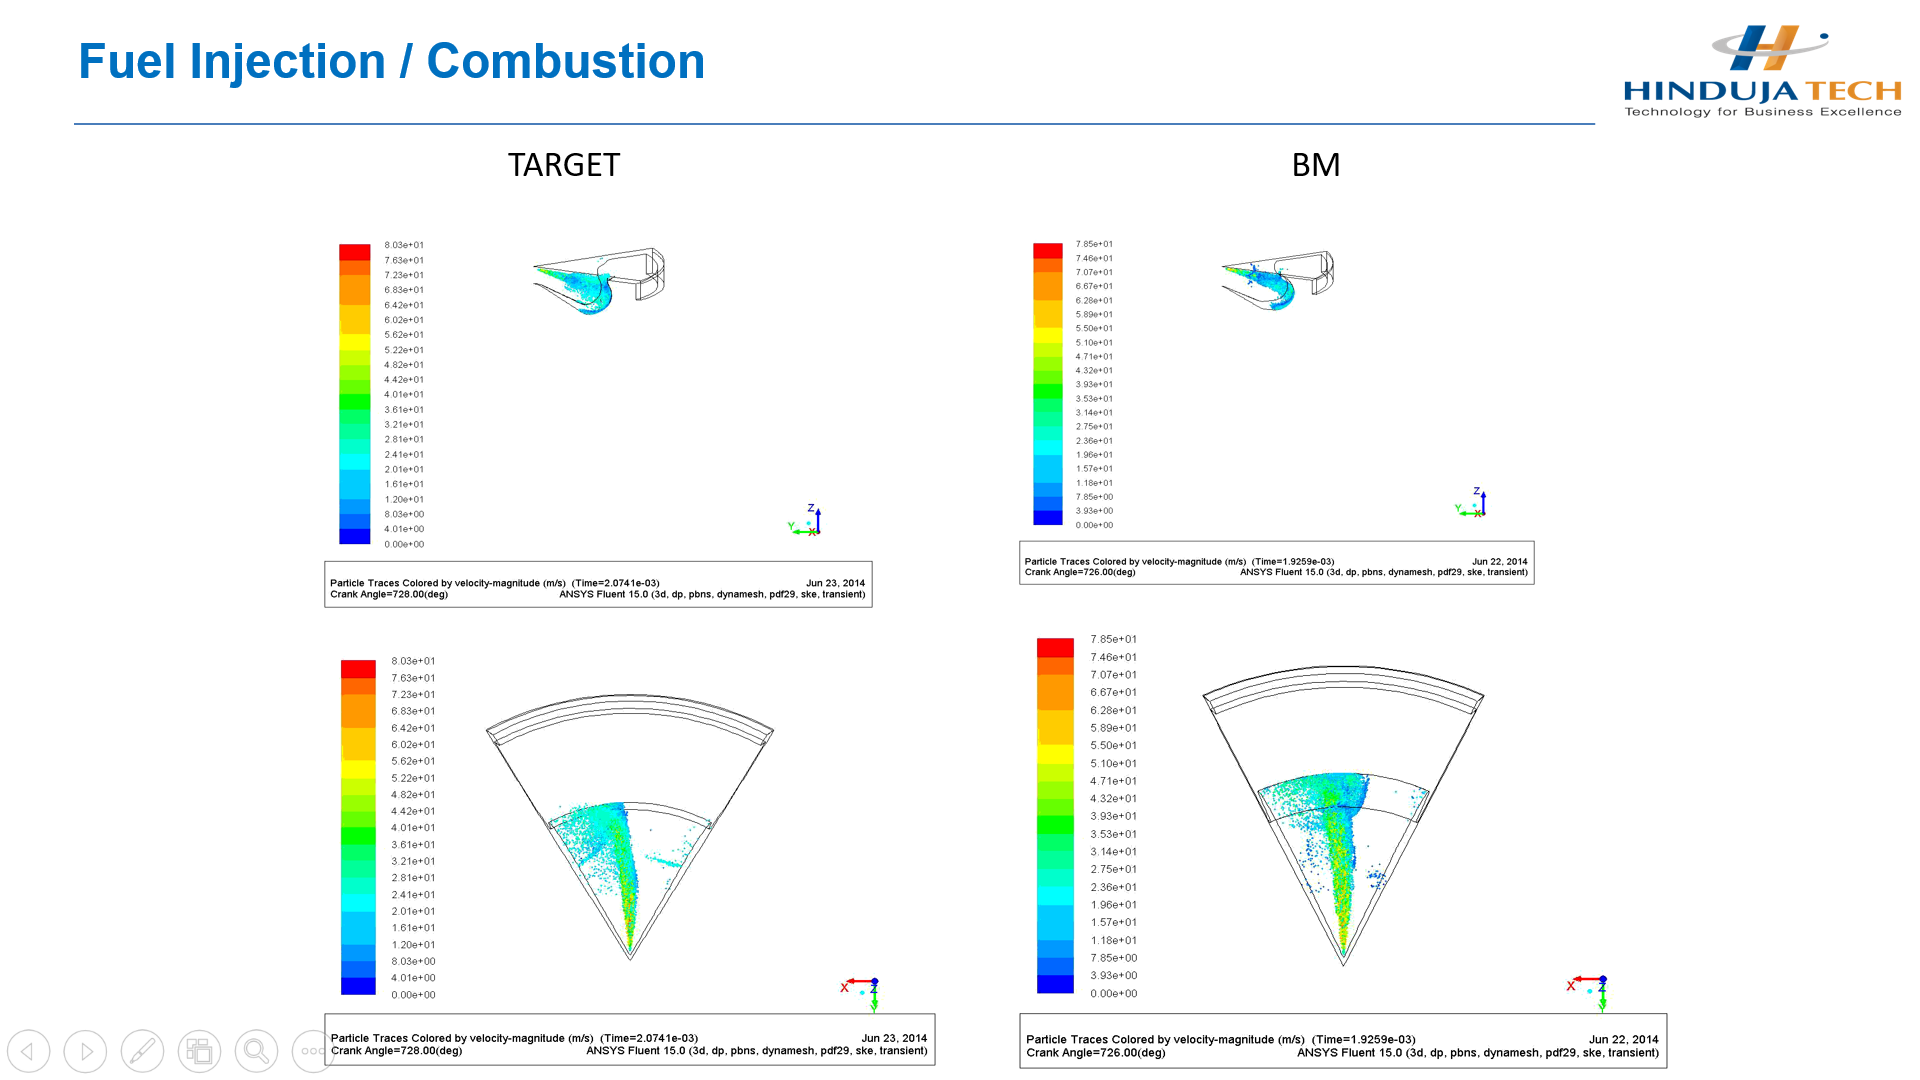 Fuel Injection / Combustion
HINDUJA TECH
Technology for Business Excellence
TARGET
BM
8.03e+01
7.63e+01
7.23e+01
6.83e+01
6.42e+01
6.02e+01
5.62e+01
5.22e+01
4.82e+01
4.42e+01
4.01e+01
3.61e+01
3.21e+01
2.81e+01
2.41e+01
2.01e+01
1.61e+01
1.20e+01
8.03e+00
4.01e+00
0.00e+00
Z
Y
X
Particle Traces Colored by velocity-magnitude (m/s) (Time=2.0741e-03) Jun 23, 2014
Crank Angle=728.00(deg) ANSYS Fluent 15.0 (3d, dp, pbns, dynamesh, pdf29, ske, transient)
7.85e+01
7.46e+01
7.07e+01
6.67e+01
6.28e+01
5.89e+01
5.50e+01
5.10e+01
4.71e+01
4.32e+01
3.93e+01
3.53e+01
3.14e+01
2.75e+01
2.36e+01
1.96e+01
1.57e+01
1.18e+01
7.85e+00
3.93e+00
0.00e+00
Z
Y
X
Particle Traces Colored by velocity-magnitude (m/s) (Time=1.9259e-03) Jun 22, 2014
Crank Angle=726.00(deg) ANSYS Fluent 15.0 (3d, dp, pbns, dynamesh, pdf29, ske, transient)
8.03e+01
7.63e+01
7.23e+01
6.83e+01
6.42e+01
6.02e+01
5.62e+01
5.22e+01
4.82e+01
4.42e+01
4.01e+01
3.61e+01
3.21e+01
2.81e+01
2.41e+01
2.01e+01
1.61e+01
1.20e+01
8.03e+00
4.01e+00
0.00e+00
X
Z
Y
Particle Traces Colored by velocity-magnitude (m/s) (Time=2.0741e-03) Jun 23, 2014
Crank Angle=728.00(deg) ANSYS Fluent 15.0 (3d, dp, pbns, dynamesh, pdf29, ske, transient)
7.85e+01
7.46e+01
7.07e+01
6.67e+01
6.28e+01
5.89e+01
5.50e+01
5.10e+01
4.71e+01
4.32e+01
3.93e+01
3.53e+01
3.14e+01
2.75e+01
2.36e+01
1.96e+01
1.57e+01
1.18e+01
7.85e+00
3.93e+00
0.00e+00
X
Z
Y
Particle Traces Colored by velocity-magnitude (m/s) (Time=1.9259e-03) Jun 22, 2014
Crank Angle=726.00(deg) ANSYS Fluent 15.0 (3d, dp, pbns, dynamesh, pdf29, ske, transient)